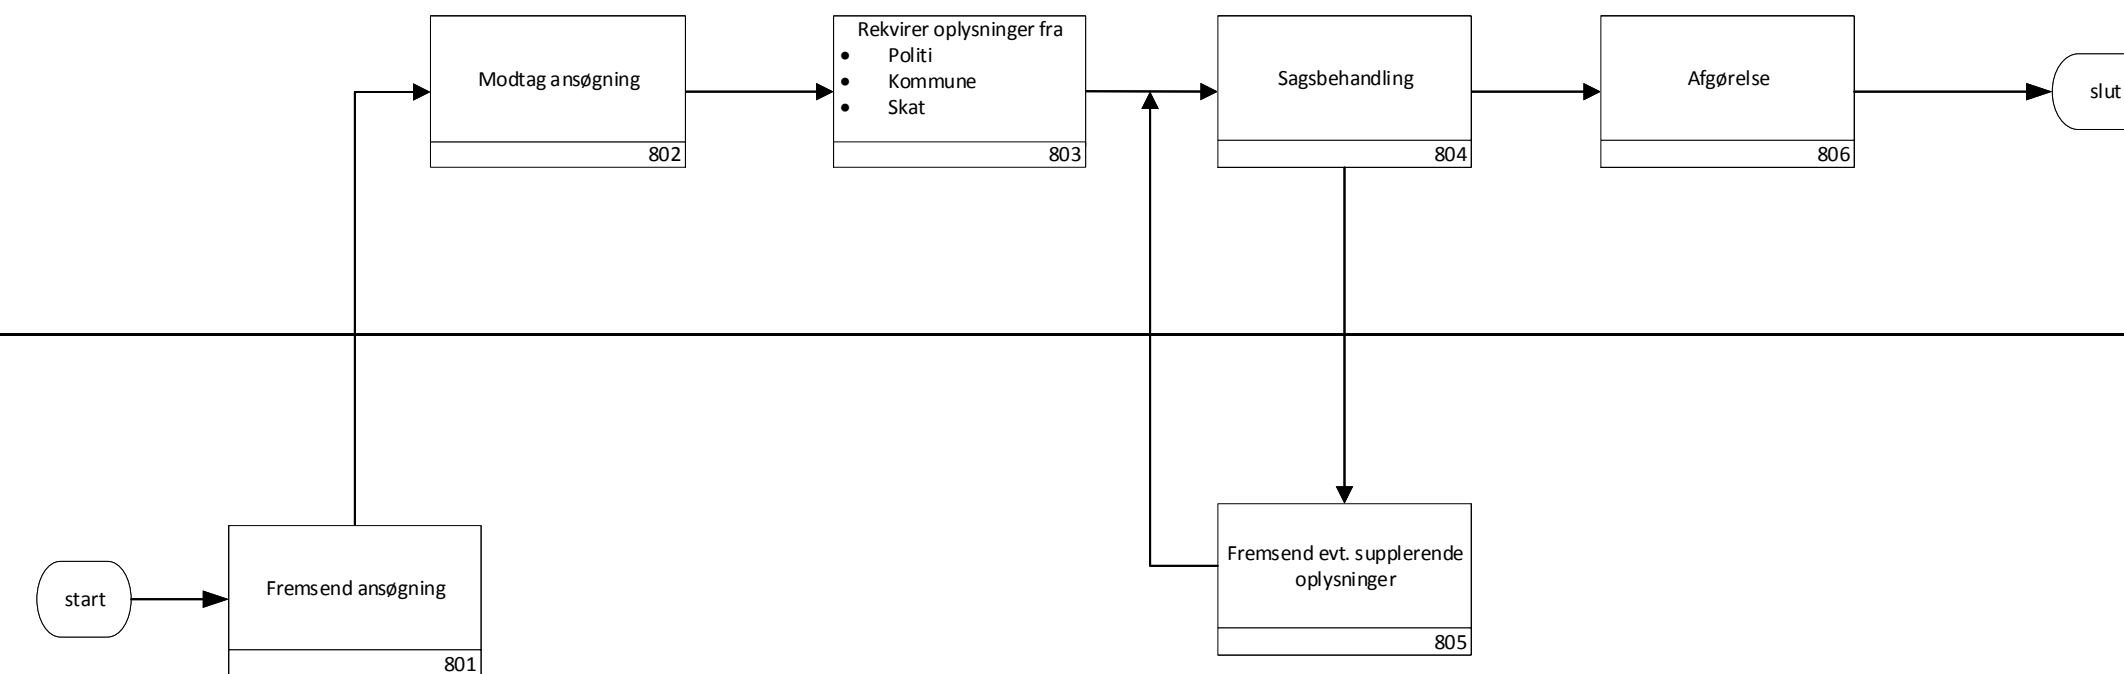 Modtag ansøgning
802
Rekvirer oplysninger fra
• Politi
• Kommune
• Skat
803
Sagsbehandling
804
Afgørelse
806
slut
start
Fremsend ansøgning
801
Fremsend evt. supplerende
oplysninger
805